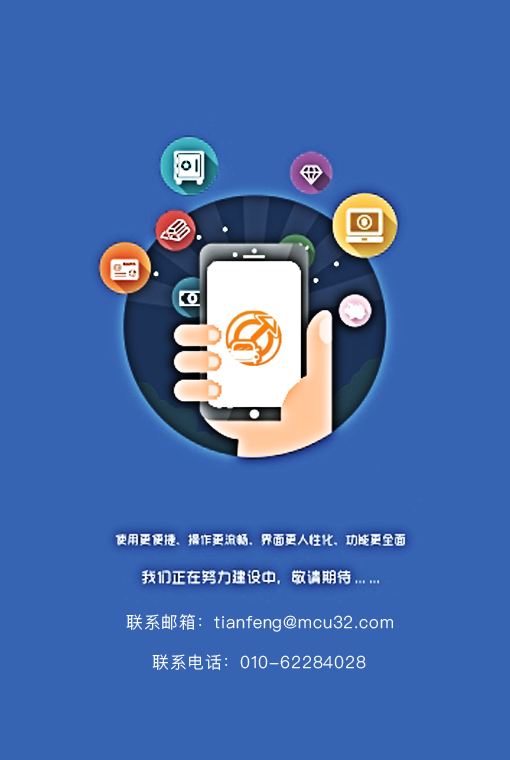 使用更便捷、操作更流畅、界面更人性化、功能更全面
我们正在努力建设中，敬请期待……
联系邮箱：tianfeng@mcu32.com
联系电话：010-62284028